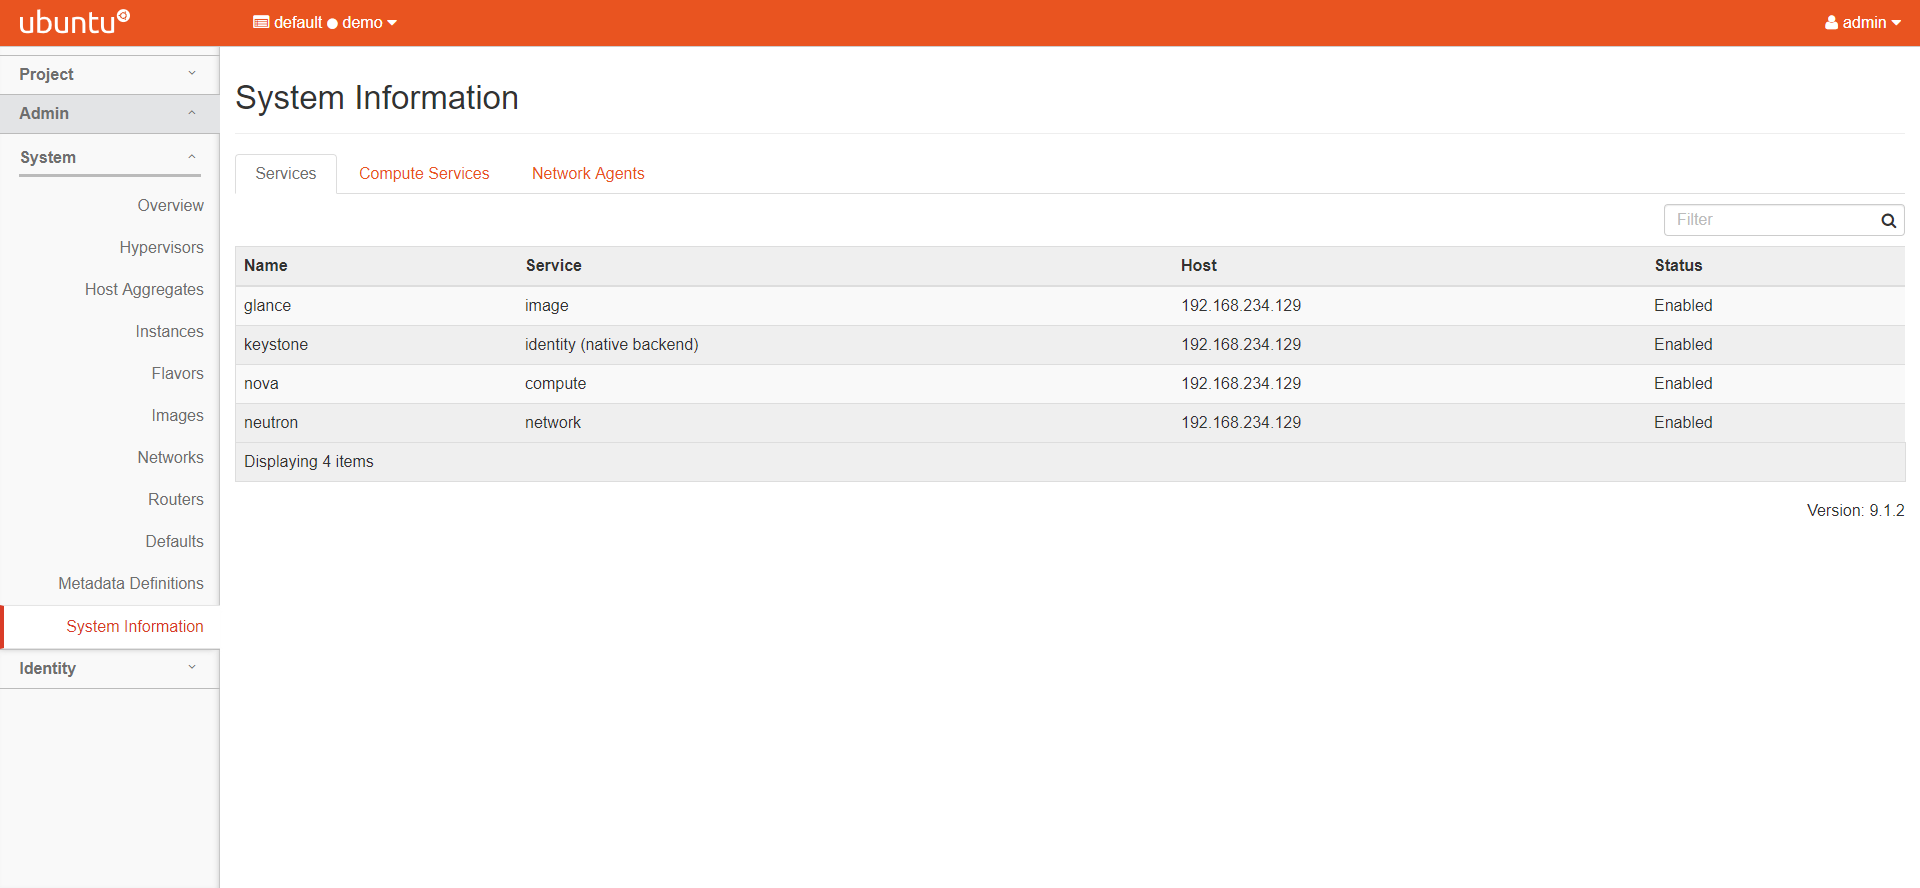 ubuntu
default ● demo
admin
Project
Admin
System
Overview
Hypervisors
Host Aggregates
Instances
Flavors
Images
Networks
Routers
Defaults
Metadata Definitions
System Information
Identity
System Information
Services Compute Services Network Agents
Filter
Name Service Host Status
glance image 192.168.234.129 Enabled
keystone identity (native backend) 192.168.234.129 Enabled
nova compute 192.168.234.129 Enabled
neutron network 192.168.234.129 Enabled
Displaying 4 items
Version: 9.1.2